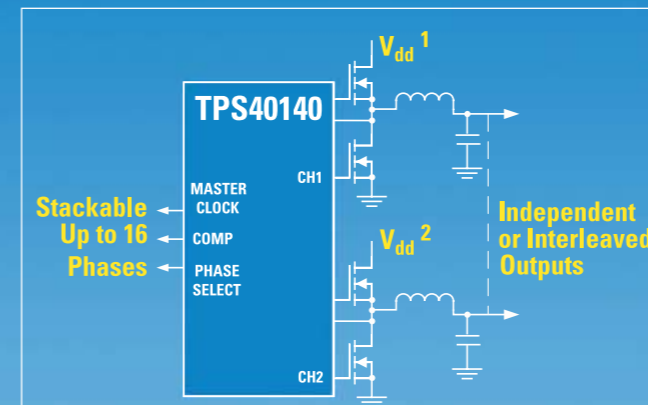 TPS40140
Vdd 1
CH1
MASTER
CLOCK
COMP
PHASE
SELECT
Stackable
Up to 16
Phases
Vdd 2
CH2
Independent
or Interleaved
Outputs